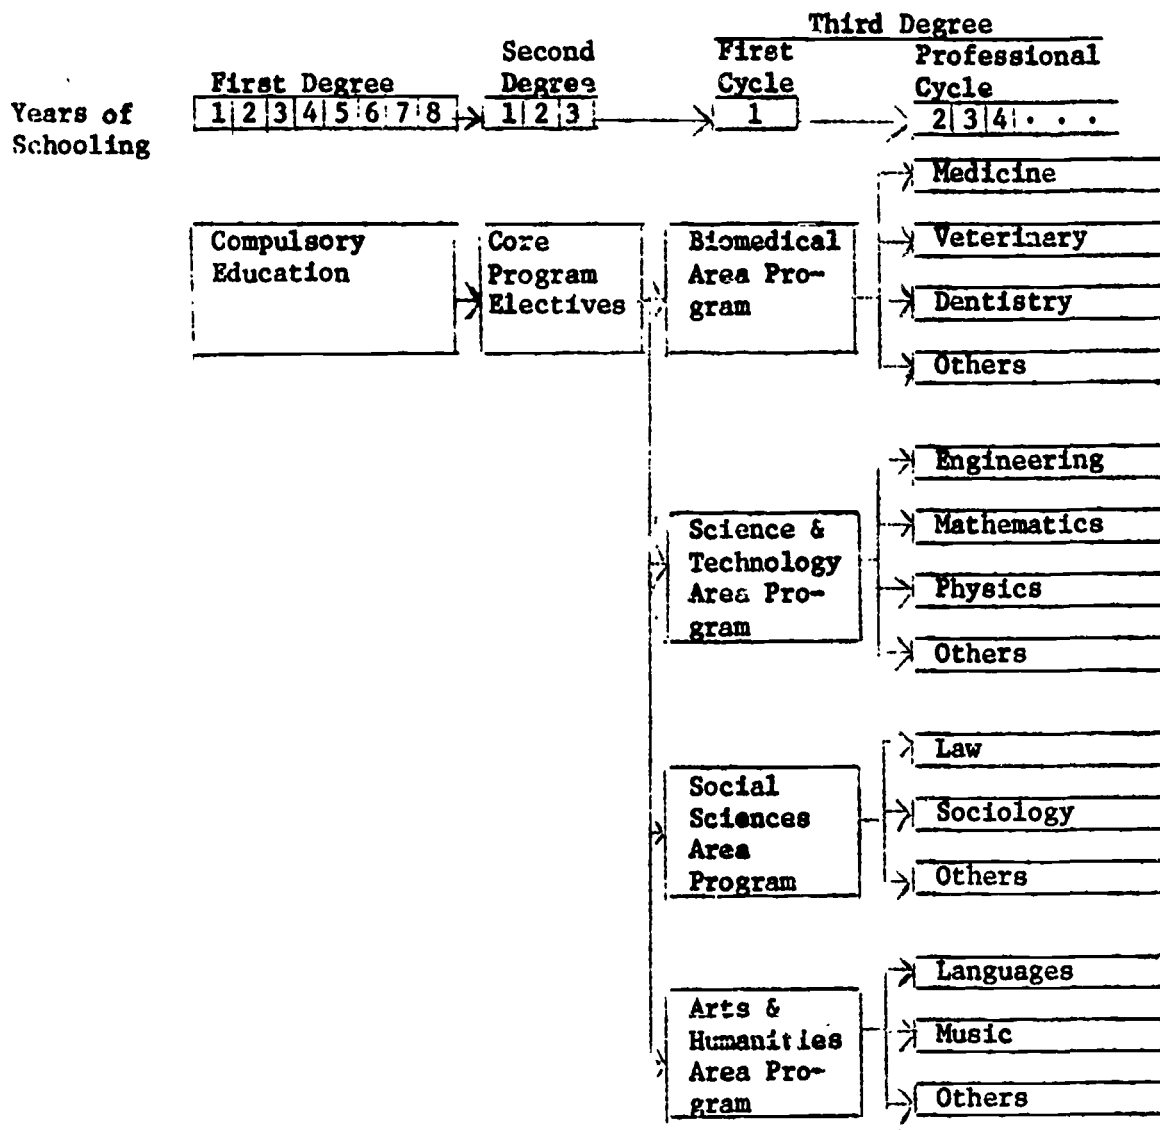 Third Degree
Second First Professional
First Degree Degree Cycle Cycle
Years of 1 2 3 4 5 6 7 8 1 2 3 1 2 3 4 . . .
Schooling
Medicine
Compulsory
Education
Core
Program
Electives
Biomedical
Area Pro-
gram
Veterinary
Dentistry
Others
Engineering
Science &
Technology
Area Pro-
gram
Mathematics
Physics
Others
Law
Social
Sciences
Area
Program
Sociology
Others
Languages
Arts &
Humanities
Area Pro-
gram
Music
Others